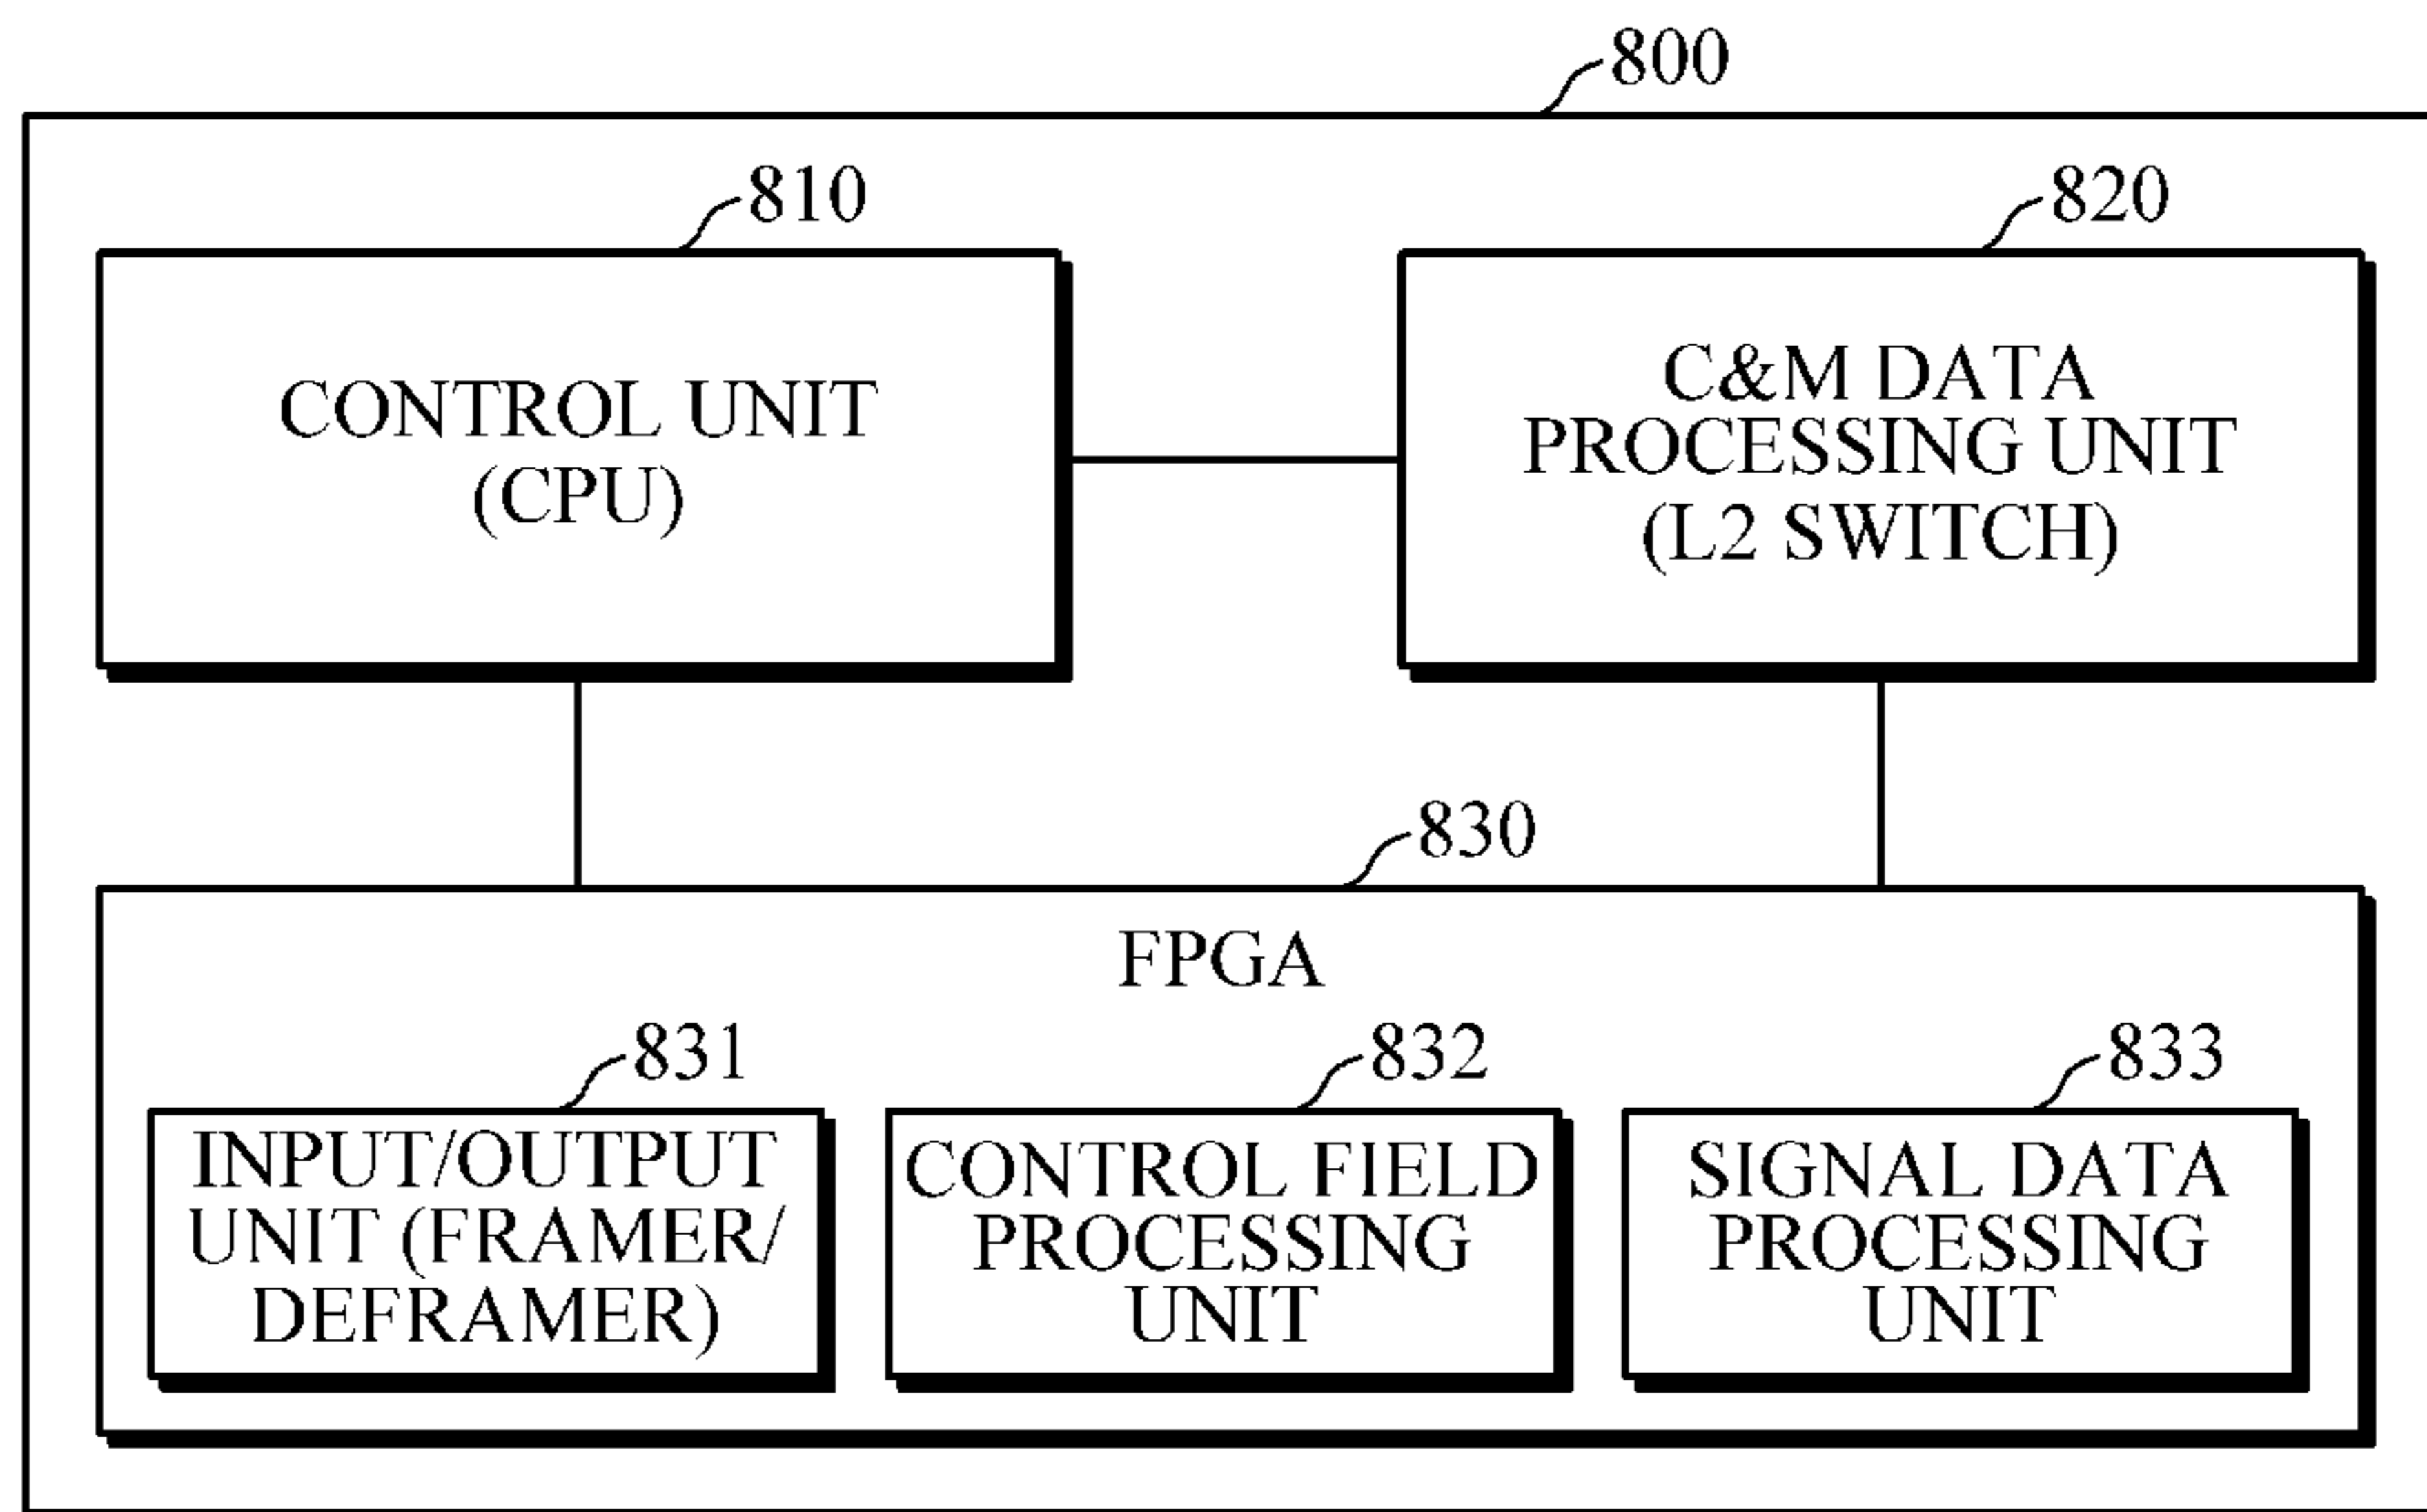 800
810
820
CONTROL UNIT
(CPU)
C&M DATA
PROCESSING UNIT
(L2 SWITCH)
830
FPGA
831
832
833
INPUT/OUTPUT
UNIT (FRAMER/
DEFRAMER)
CONTROL FIELD
PROCESSING
UNIT
SIGNAL DATA
PROCESSING
UNIT